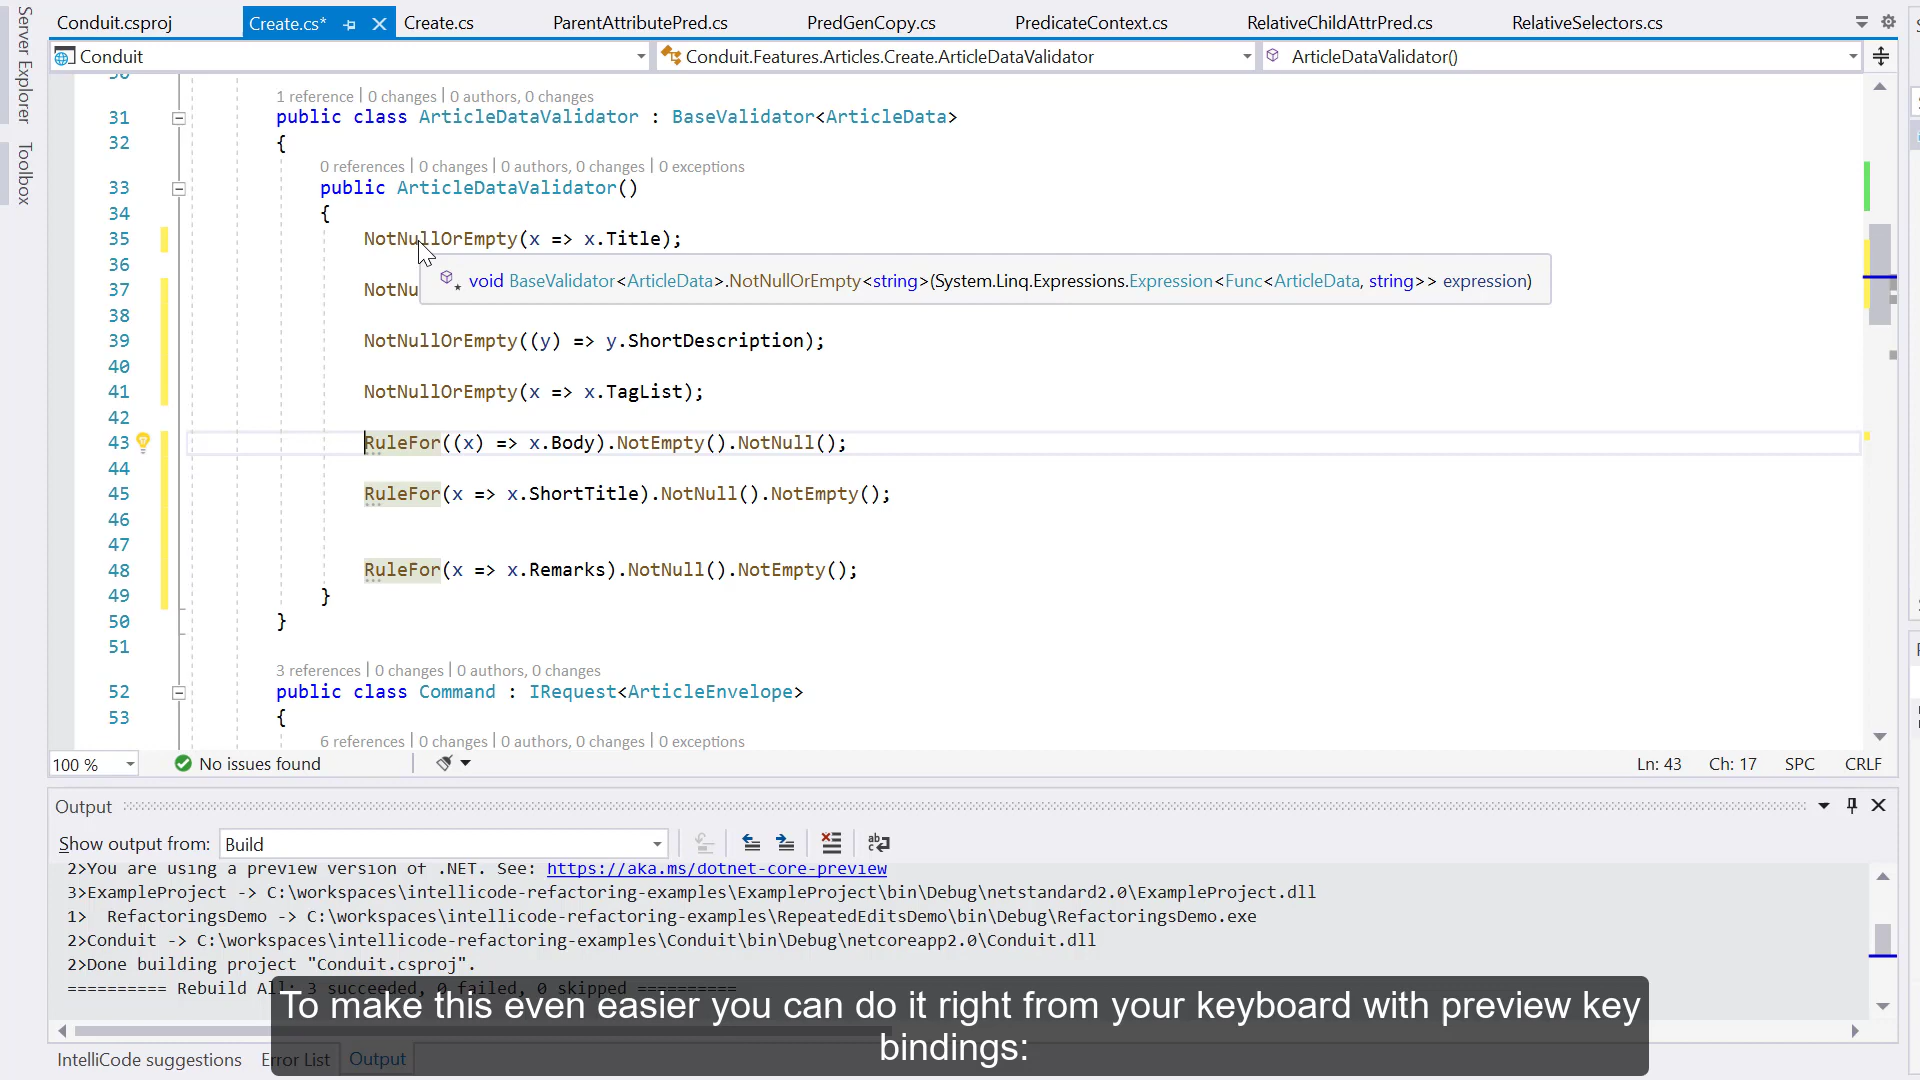 Server Explorer
Toolbox
Conduit.csproj
Create.cs*
Create.cs
ParentAttributePred.cs
PredGenCopy.cs
PredicateContext.cs
RelativeChildAttrPred.cs
RelativeSelectors.cs
Conduit
Conduit.Features.Articles.Create.ArticleDataValidator
ArticleDataValidator()
1 reference | 0 changes | 0 authors, 0 changes
31 public class ArticleDataValidator : BaseValidator<ArticleData>
32 {
0 references | 0 changes | 0 authors, 0 changes | 0 exceptions
33 public ArticleDataValidator()
34 {
35 NotNullOrEmpty(x => x.Title);
36
void BaseValidator<ArticleData>.NotNullOrEmpty<string>(System.Linq.Expressions.Expression<Func<ArticleData, string>> expression)
37 NotNu
38
39 NotNullOrEmpty((y) => y.ShortDescription);
40
41 NotNullOrEmpty(x => x.TagList);
42
43 RuleFor((x) => x.Body).NotEmpty().NotNull();
44
45 RuleFor(x => x.ShortTitle).NotNull().NotEmpty();
46
47
48 RuleFor(x => x.Remarks).NotNull().NotEmpty();
49 }
50 }
51
3 references | 0 changes | 0 authors, 0 changes
52 public class Command : IRequest<ArticleEnvelope>
53 {
6 references | 0 changes | 0 authors, 0 changes | 0 exceptions
100 %
No issues found
Ln: 43
Ch: 17
SPC
CRLF
Output
Show output from:
Build
2>You are using a preview version of .NET. See: https://aka.ms/dotnet-core-preview
3>ExampleProject -> C:\workspaces\intellicode-refactoring-examples\ExampleProject\bin\Debug\netstandard2.0\ExampleProject.dll
1>  RefactoringsDemo -> C:\workspaces\intellicode-refactoring-examples\RepeatedEditsDemo\bin\Debug\RefactoringsDemo.exe
2>Conduit -> C:\workspaces\intellicode-refactoring-examples\Conduit\bin\Debug\netcoreapp2.0\Conduit.dll
2>Done building project "Conduit.csproj".
========== Rebuild All: 3 succeeded, 0 failed, 0 skipped ==========
To make this even easier you can do it right from your keyboard with preview key
bindings:
IntelliCode suggestions
Error List
Output